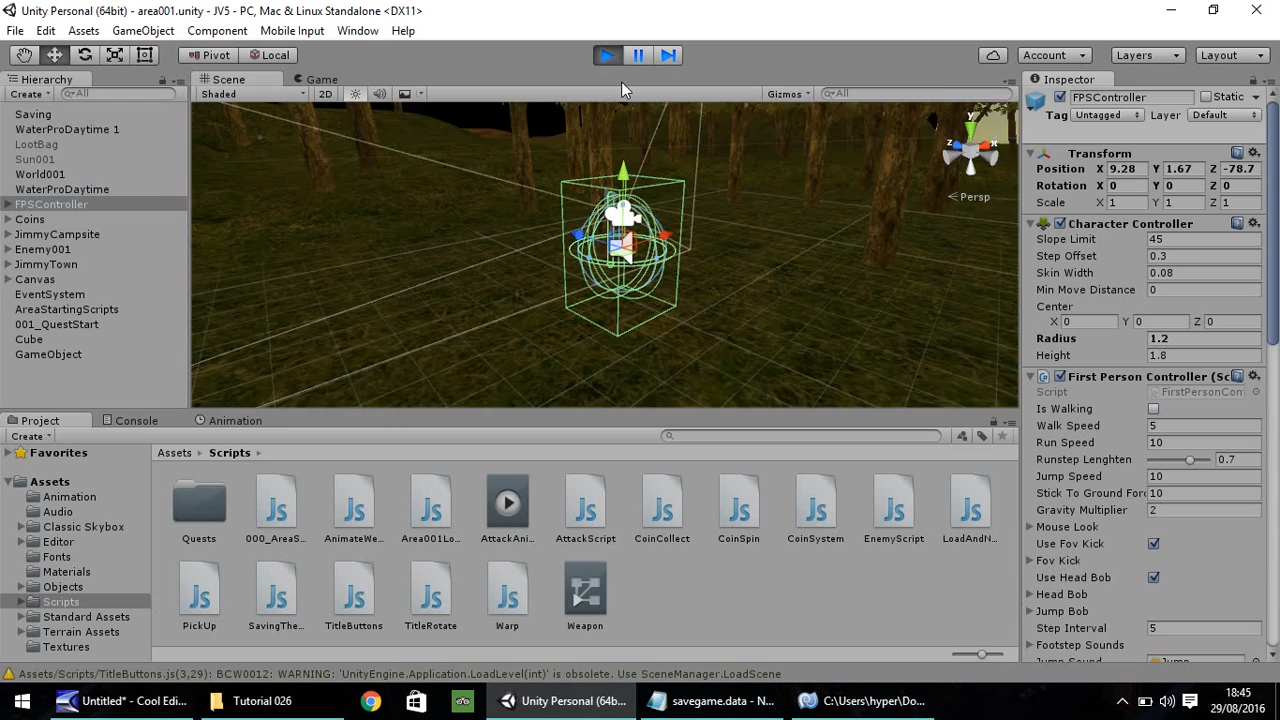 Unity Personal (64bit) - area001.unity - JV5 - PC, Mac & Linux Standalone <DX11>
File Edit Assets GameObject Component Mobile Input Window Help
Pivot Local Account Layers Layout
Hierarchy
Create All
Saving
WaterProDaytime 1
LootBag
Sun001
World001
WaterProDaytime
FPSController
Coins
JimmyCampsite
Enemy001
JimmyTown
Canvas
EventSystem
AreaStartingScripts
001_QuestStart
Cube
GameObject
Scene Game
Shaded 2D Gizmos All
y
z x
Persp
Inspector
FPSController Static
Tag Untagged Layer Default
Transform
Position X 9.28 Y 1.67 Z -78.7
Rotation X 0 Y 0 Z 0
Scale X 1 Y 1 Z 1
Character Controller
Slope Limit 45
Step Offset 0.3
Skin Width 0.08
Min Move Distance 0
Center
X 0 Y 0 Z 0
Radius 1.2
Height 1.8
First Person Controller (Sc
Script FirstPersonCon
Is Walking
Walk Speed 5
Run Speed 10
Runstep Lenghten 0.7
Jump Speed 10
Stick To Ground For 10
Gravity Multiplier 2
Mouse Look
Use Fov Kick
Fov Kick
Use Head Bob
Head Bob
Jump Bob
Step Interval 5
Footstep Sounds
Jump Sound Jump
Project Console Animation
Create
Favorites
Assets
Animation
Audio
Classic Skybox
Editor
Fonts
Materials
Objects
Scripts
Standard Assets
Terrain Assets
Textures
Assets Scripts
Quests 000_AreaS... AnimateWe... Area001Lo... AttackAni... AttackScript CoinCollect CoinSpin CoinSystem EnemyScript LoadAndN...
PickUp SavingThe... TitleButtons TitleRotate Warp Weapon
Assets/Scripts/TitleButtons.js(3,29): BCW0012: WARNING: 'UnityEngine.Application.LoadLevel(int)' is obsolete. Use SceneManager.LoadScene
Untitled* - Cool Edi... Tutorial 026 Unity Personal (64b... savegame.data - N... C:\Users\hyper\Do...
18:45
29/08/2016